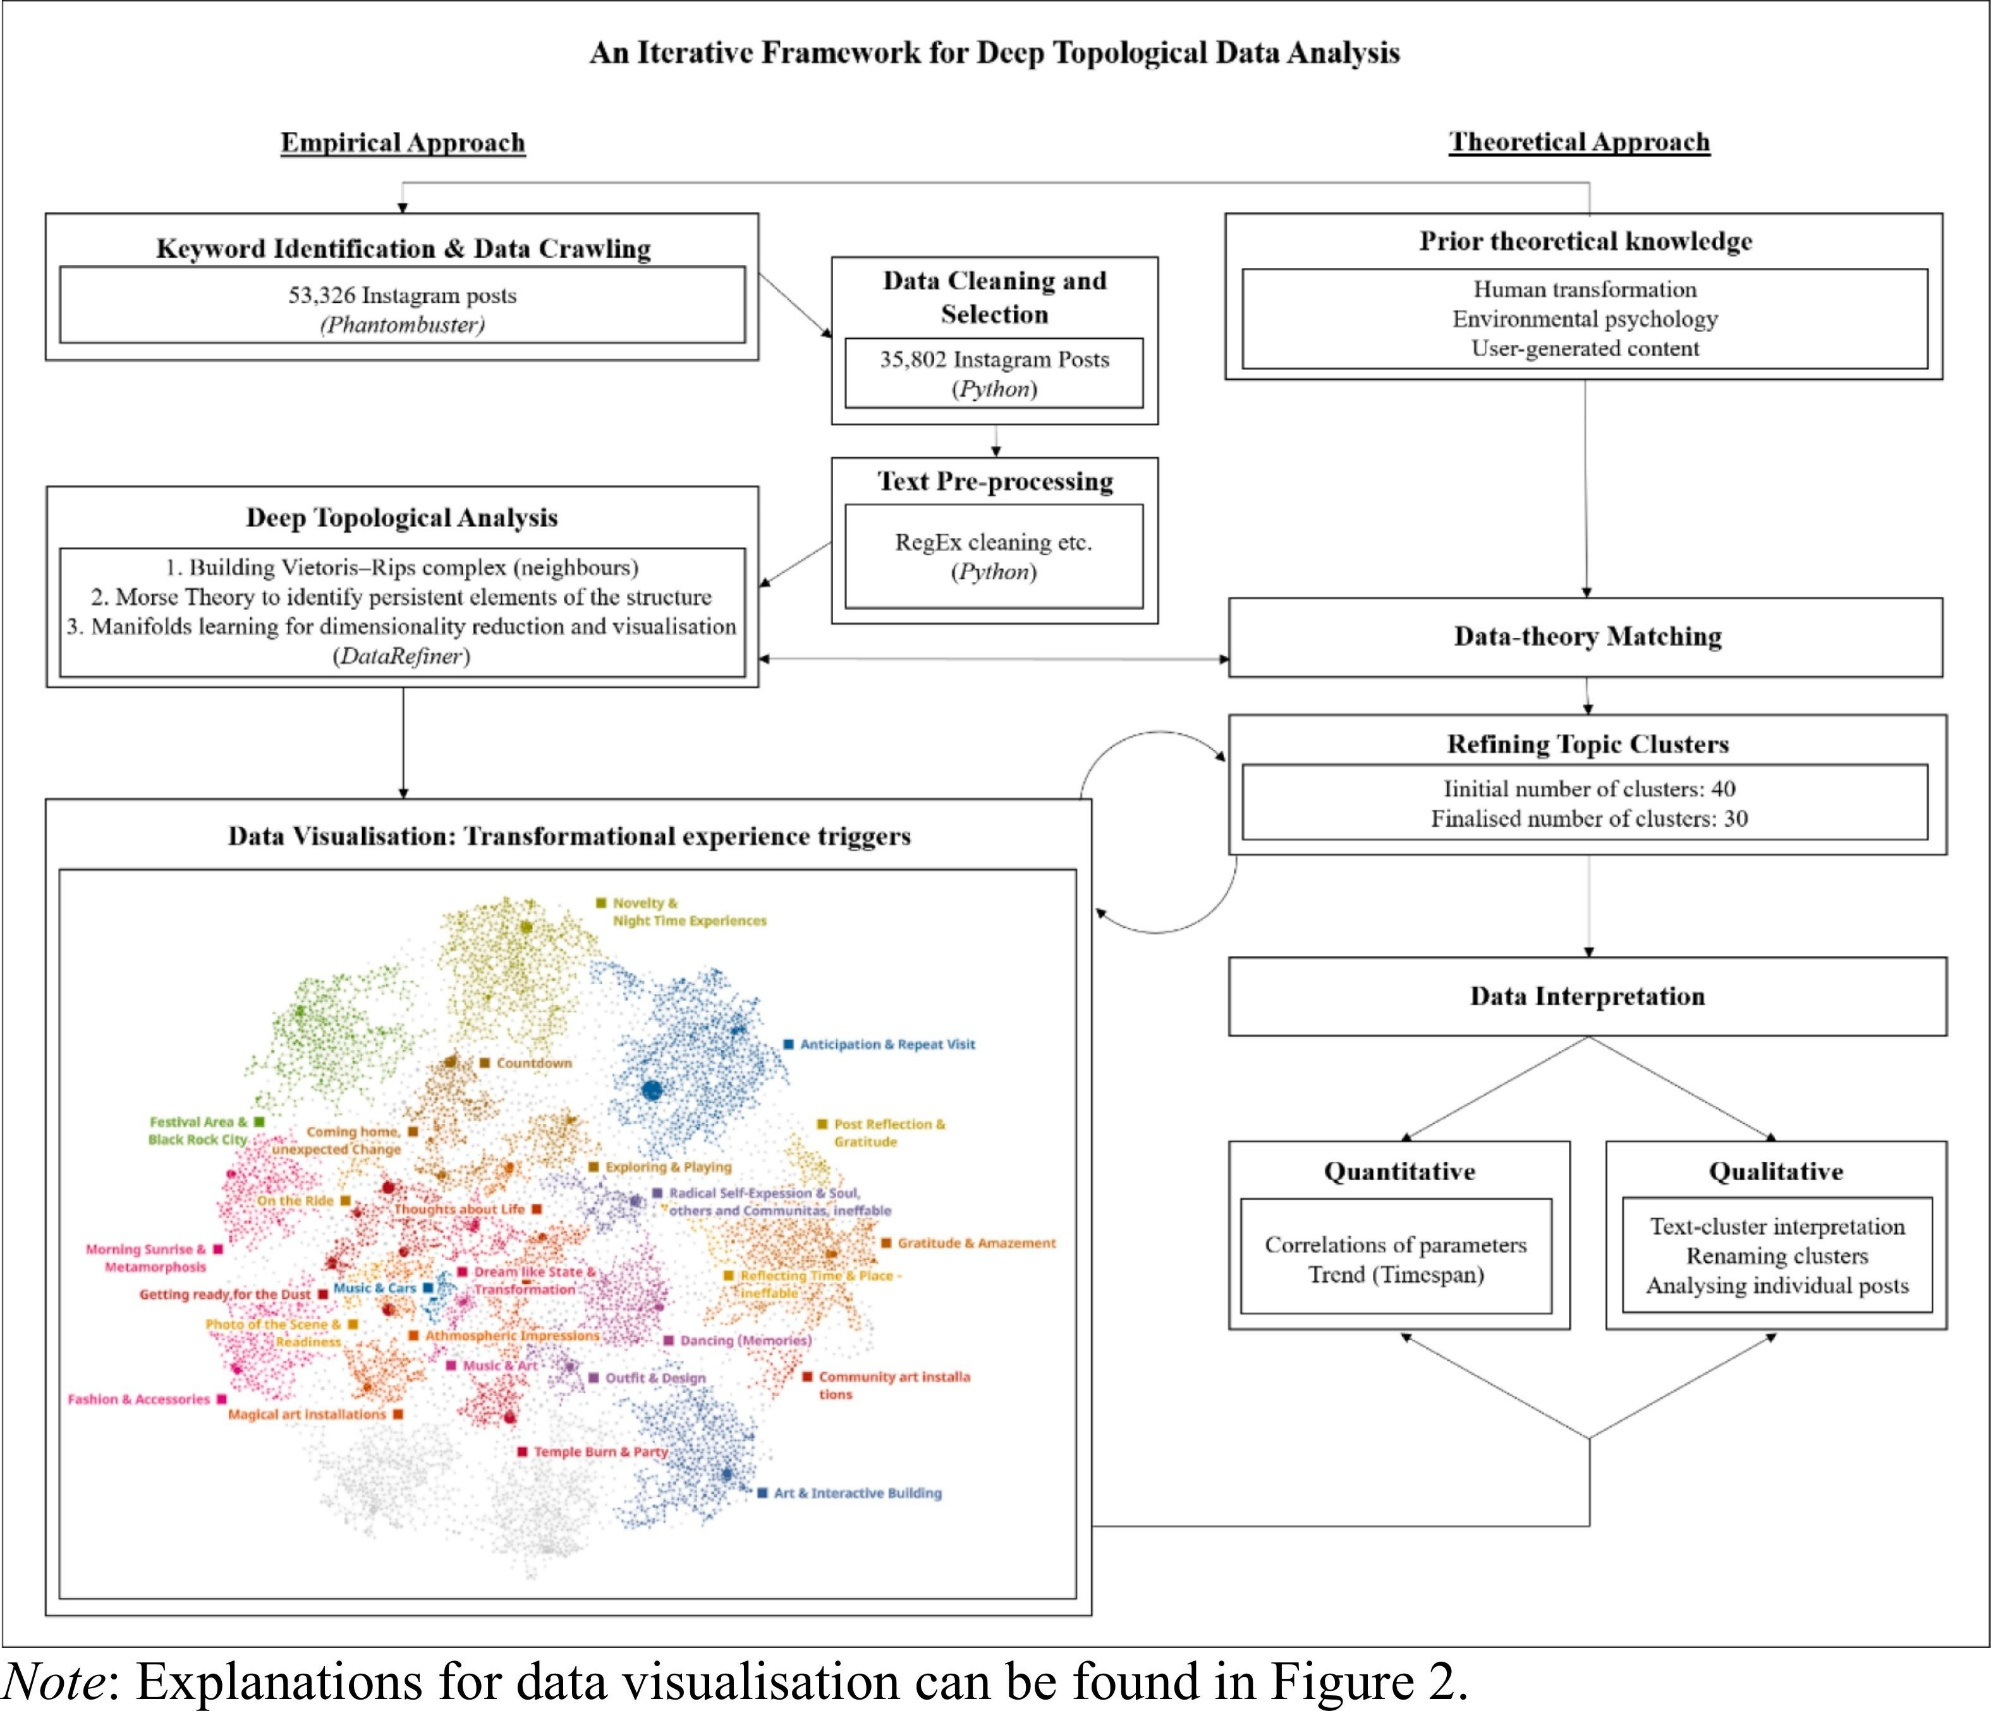 An Iterative Framework for Deep Topological Data Analysis
Empirical Approach
Theoretical Approach
Keyword Identification & Data Crawling
53,326 Instagram posts
(Phantombuster)
Data Cleaning and
Selection
35,802 Instagram Posts
(Python)
Prior theoretical knowledge
Human transformation
Environmental psychology
User-generated content
Text Pre-processing
RegEx cleaning etc.
(Python)
Deep Topological Analysis
1. Building Vietoris–Rips complex (neighbours)
2. Morse Theory to identify persistent elements of the structure
3. Manifolds learning for dimensionality reduction and visualisation
(DataRefiner)
Data-theory Matching
Refining Topic Clusters
Iinitial number of clusters: 40
Finalised number of clusters: 30
Data Visualisation: Transformational experience triggers
Novelty &
Night Time Experiences
Anticipation & Repeat Visit
Countdown
Festival Area &
Black Rock City
Coming home,
unexpected Change
Post Reflection &
Gratitude
Exploring & Playing
On the Ride
Radical Self-Expession & Soul,
others and Communitas, ineffable
Thoughts about Life
Gratitude & Amazement
Morning Sunrise &
Metamorphosis
Dream like State &
Transformation
Reflecting Time & Place -
ineffable
Getting ready,for the Dust
Music & Cars
Photo of the Scene &
Readiness
Athmospheric Impressions
Dancing (Memories)
Music & Art
Outfit & Design
Community art installa
tions
Fashion & Accessories
Magical art installations
Temple Burn & Party
Art & Interactive Building
Data Interpretation
Quantitative
Correlations of parameters
Trend (Timespan)
Qualitative
Text-cluster interpretation
Renaming clusters
Analysing individual posts
Note: Explanations for data visualisation can be found in Figure 2.